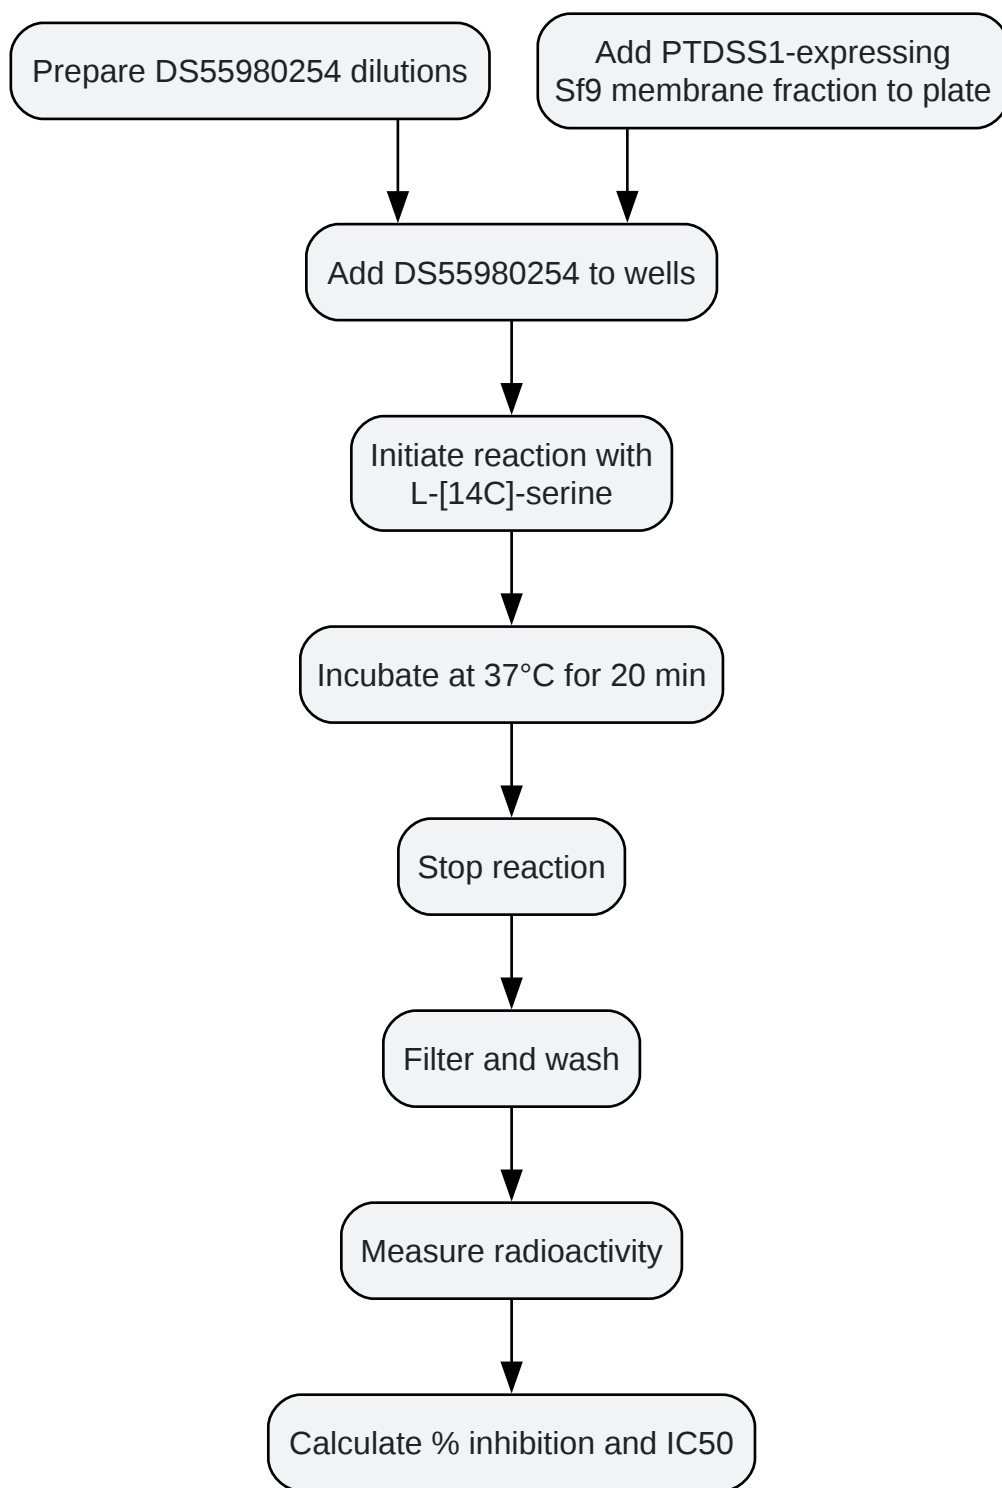 Prepare DS55980254 dilutions
Add PTDSS1-expressing
Sf9 membrane fraction to plate
Add DS55980254 to wells
Initiate reaction with
L-[14C]-serine
Incubate at 37°C for 20 min
Stop reaction
Filter and wash
Measure radioactivity
Calculate % inhibition and IC50